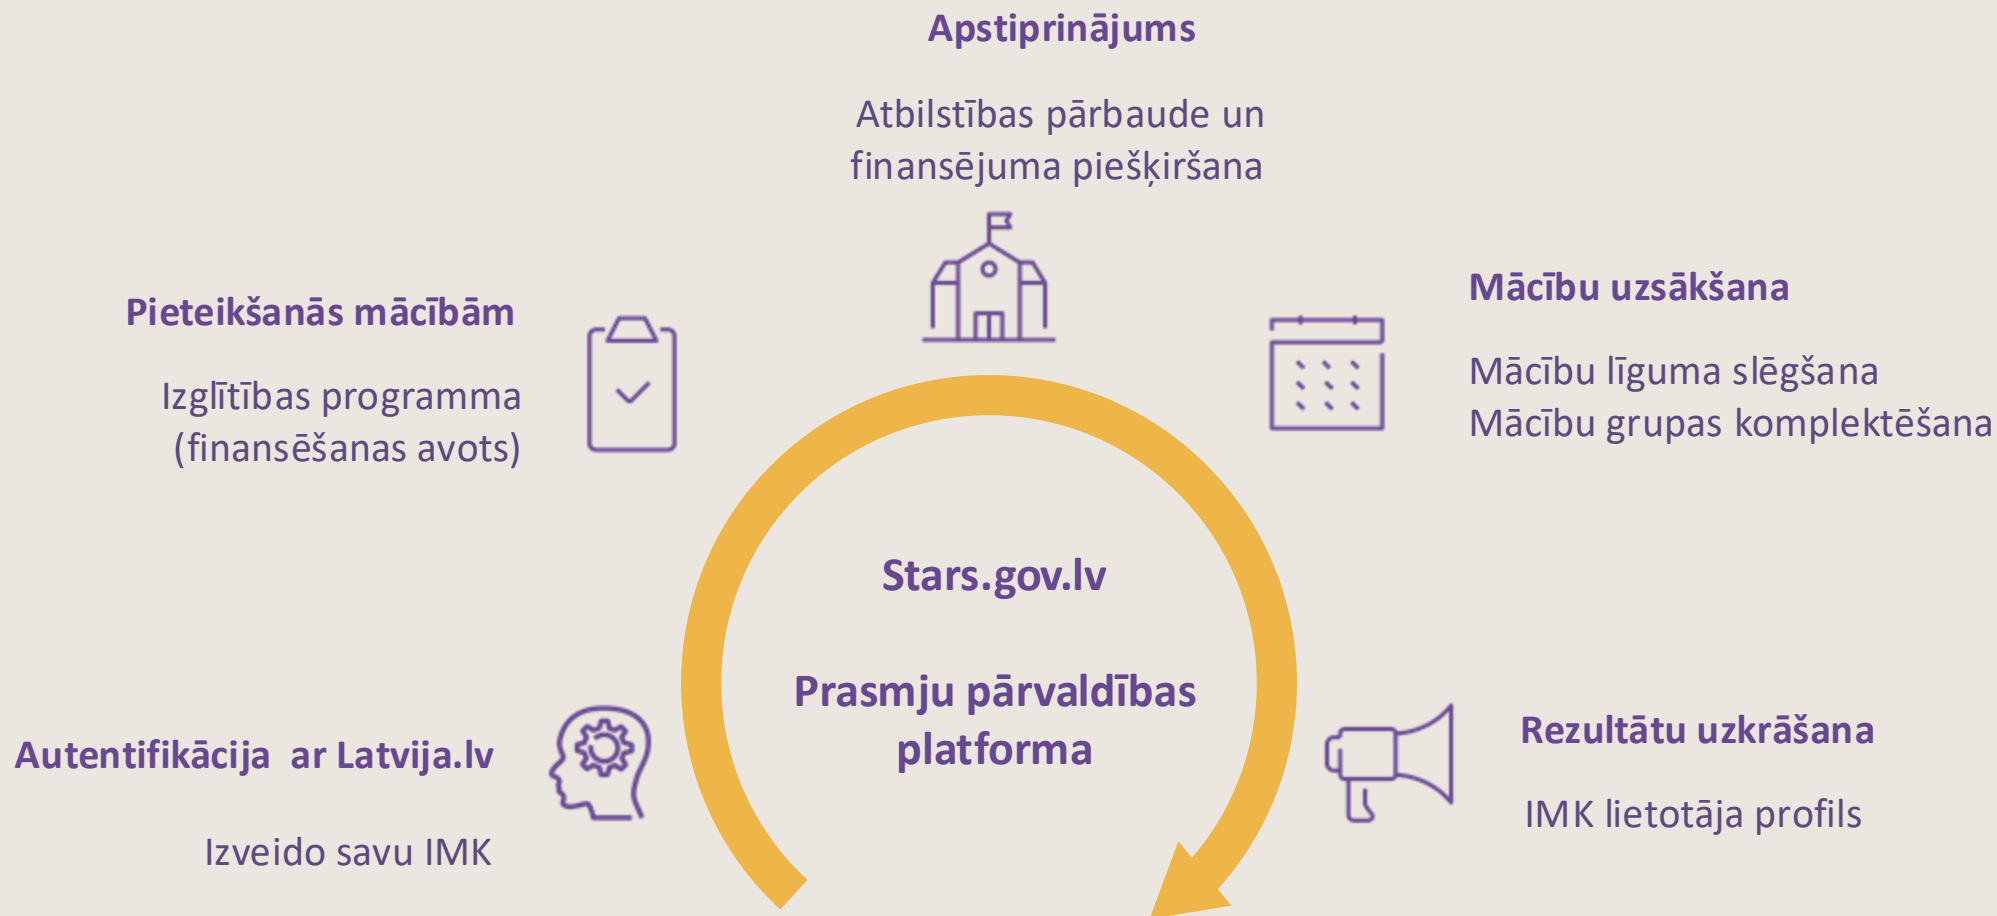 Apstiprinājums
Atbilstības pārbaude un
finansējuma piešķiršana
Pieteikšanās mācībām
Izglītības programma
(finansēšanas avots)
Mācību uzsākšana
Mācību līguma slēgšana
Mācību grupas komplektēšana
Stars.gov.lv
Prasmju pārvaldības
platforma
Autentifikācija ar Latvija.lv
Izveido savu IMK
Rezultātu uzkrāšana
IMK lietotāja profils